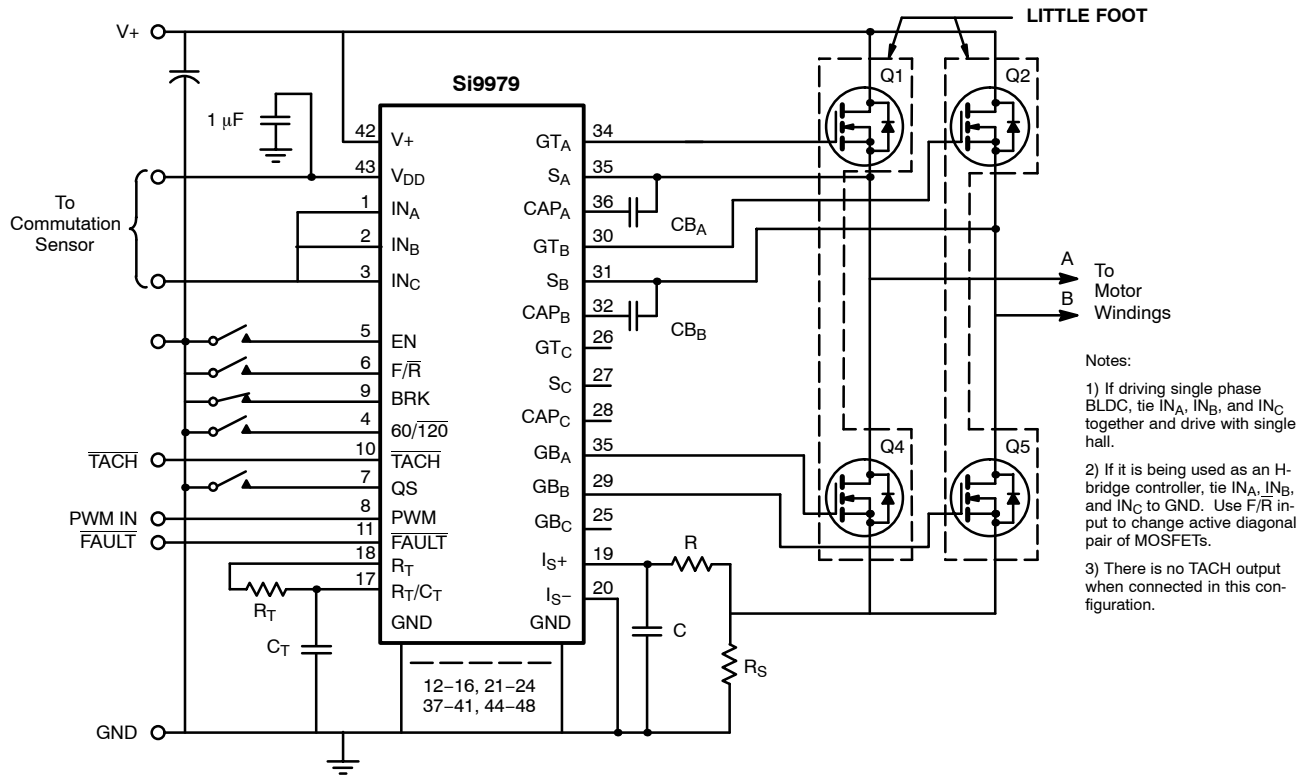 LITTLE FOOT
V+
Si9979
Q1
Q2
1 μF
42
V+
GTA
34
43
VDD
SA
35
To
Commutation
Sensor
1
INA
CAPA
36
CBA
2
INB
GTB
30
3
INC
SB
31
A
B
To
Motor
Windings
CAPB
32
CBB
5
EN
GTC
26
6
F/R̅
SC
27
9
BRK
CAPC
28
4
60/1̅2̅0̅
GBA
35
Q4
Q5
T̅A̅C̅H̅
10
T̅A̅C̅H̅
GBB
29
7
QS
GBC
25
PWM IN
8
PWM
F̅A̅U̅L̅T̅
11
F̅A̅U̅L̅T̅
IS+
19
R
18
RT
IS−
20
17
RT/CT
RT
GND
GND
CT
C
RS
12−16, 21−24
37−41, 44−48
GND
Notes:
1) If driving single phase
BLDC, tie INA, INB, and INC
together and drive with single
hall.
2) If it is being used as an H-
bridge controller, tie INA, INB,
and INC to GND. Use F/R̅ in-
put to change active diagonal
pair of MOSFETs.
3) There is no TACH output
when connected in this con-
figuration.